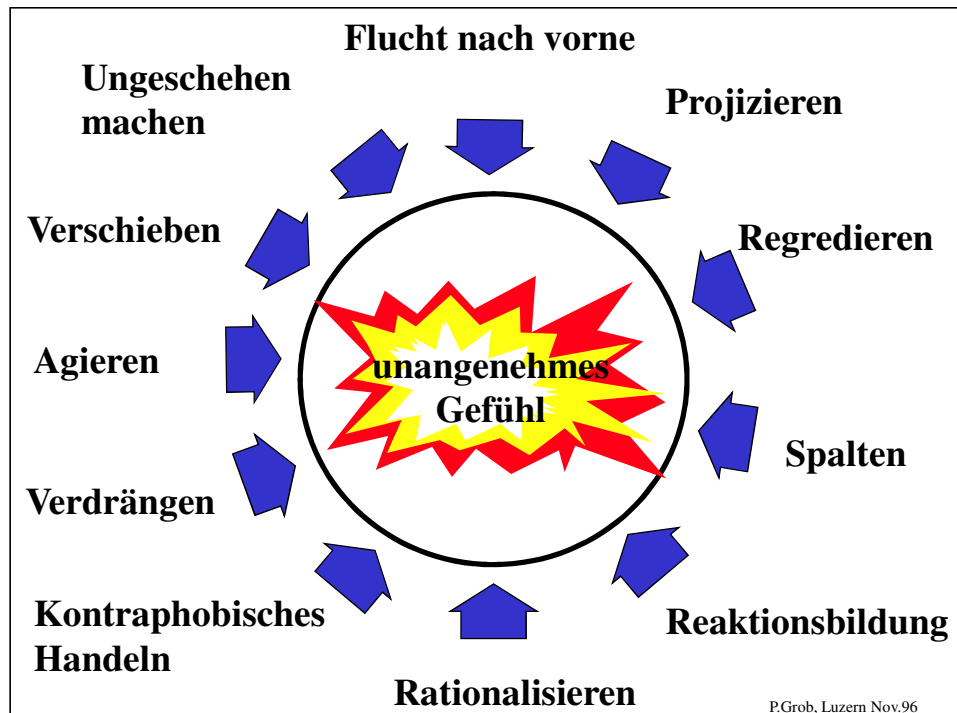 Flucht nach vorne
Ungeschehen
machen
Projizieren
Verschieben
Regredieren
Agieren
unangenehmes
Gefühl
Spalten
Verdrängen
Kontraphobisches
Handeln
Reaktionsbildung
Rationalisieren
P.Grob, Luzern Nov.96